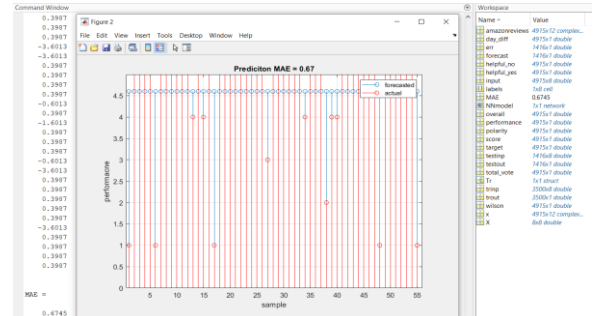 Command Window
0.3987
0.3987
0.3987
-3.6013
-0.6013
0.3987
0.3987
0.3987
0.3987
-0.6013
0.3987
-1.6013
0.3987
0.3987
0.3987
-0.6013
-3.6013
0.3987
0.3987
0.3987
0.3987
-3.6013
0.3987
0.3987
0.3987
MAE =
0.6745
Figure 2
File Edit View Insert Tools Desktop Window Help
Prediciton MAE = 0.67
forecasted
actual
performacne
4.5
4
3.5
3
2.5
2
1.5
1
0.5
0
5 10 15 20 25 30 35 40 45 50 55
sample
Workspace
Name Value
amazonreviews 4915x12 complex...
day_diff 4915x1 double
err 1416x1 double
forecast 1416x1 double
helpful_no 4915x1 double
helpful_yes 4915x1 double
input 4915x8 double
labels 1x8 cell
MAE 0.6745
NNmodel 1x1 network
overall 4915x1 double
performance 4915x1 double
polarity 4915x1 double
score 4915x1 double
target 4915x1 double
testinp 1416x8 double
testout 1416x1 double
total_vote 4915x1 double
Tr 1x1 struct
trinp 3500x8 double
trout 3500x1 double
wilson 4915x1 double
x 4915x12 complex...
X 8x8 double